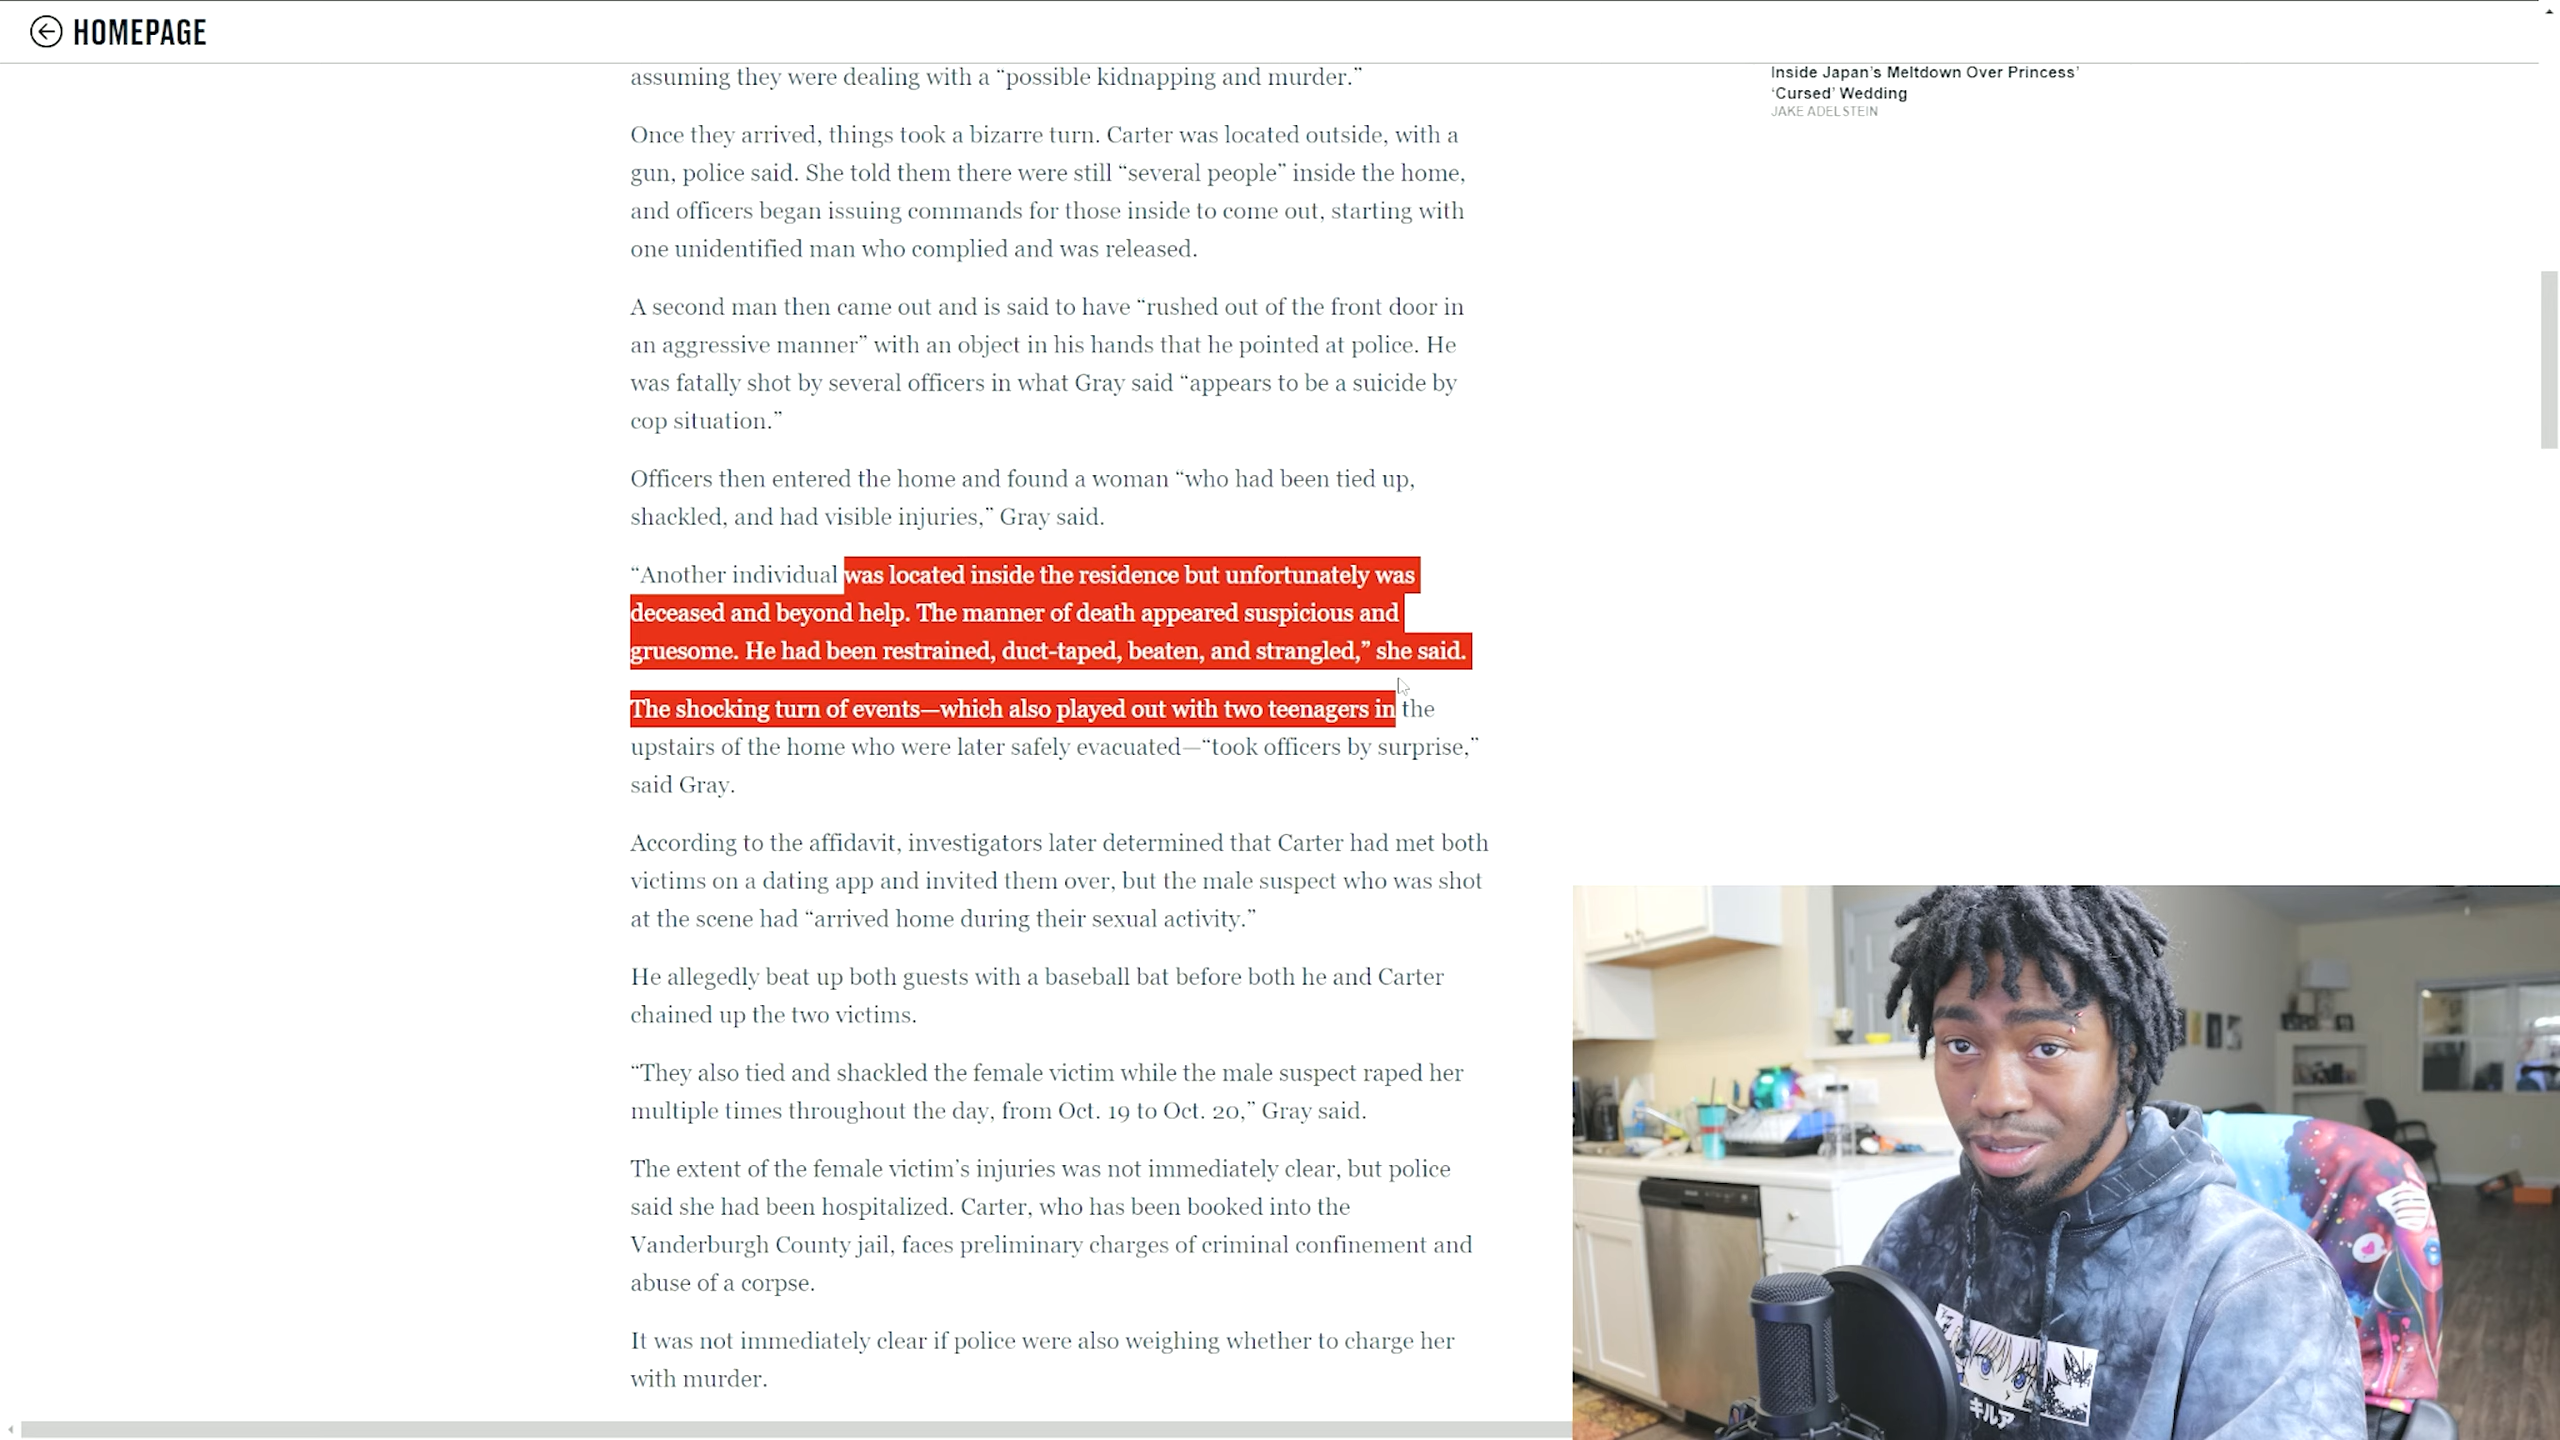 HOMEPAGE
assuming they were dealing with a “possible kidnapping and murder.”
Once they arrived, things took a bizarre turn. Carter was located outside, with a
gun, police said. She told them there were still “several people” inside the home,
and officers began issuing commands for those inside to come out, starting with
one unidentified man who complied and was released.
A second man then came out and is said to have “rushed out of the front door in
an aggressive manner” with an object in his hands that he pointed at police. He
was fatally shot by several officers in what Gray said “appears to be a suicide by
cop situation.”
Officers then entered the home and found a woman “who had been tied up,
shackled, and had visible injuries,” Gray said.
“Another individual was located inside the residence but unfortunately was
deceased and beyond help. The manner of death appeared suspicious and
gruesome. He had been restrained, duct-taped, beaten, and strangled,” she said.
The shocking turn of events—which also played out with two teenagers in the
upstairs of the home who were later safely evacuated—“took officers by surprise,”
said Gray.
According to the affidavit, investigators later determined that Carter had met both
victims on a dating app and invited them over, but the male suspect who was shot
at the scene had “arrived home during their sexual activity.”
He allegedly beat up both guests with a baseball bat before both he and Carter
chained up the two victims.
“They also tied and shackled the female victim while the male suspect raped her
multiple times throughout the day, from Oct. 19 to Oct. 20,” Gray said.
The extent of the female victim’s injuries was not immediately clear, but police
said she had been hospitalized. Carter, who has been booked into the
Vanderburgh County jail, faces preliminary charges of criminal confinement and
abuse of a corpse.
It was not immediately clear if police were also weighing whether to charge her
with murder.
Inside Japan’s Meltdown Over Princess’
‘Cursed’ Wedding
JAKE ADELSTEIN
キルア